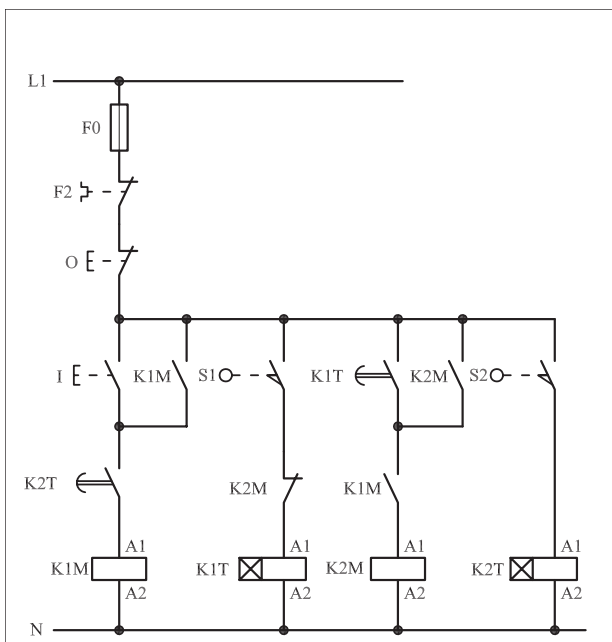 L1
F0
F2
O
I K1M S1 K1T K2M S2
K2T K2M K1M
A1 A1 A1 A1
K1M K1T K2M K2T
A2 A2 A2 A2
N